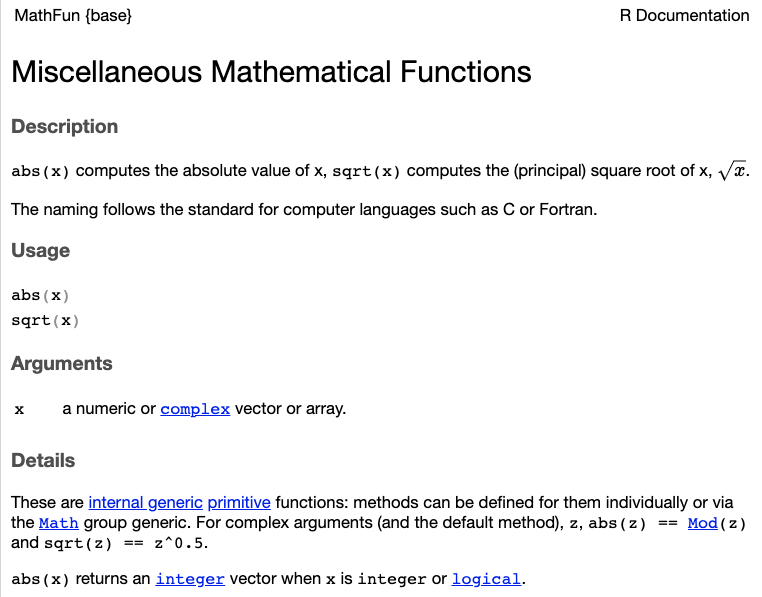 MathFun {base} R Documentation
Miscellaneous Mathematical Functions
Description
abs(x) computes the absolute value of x, sqrt(x) computes the (principal) square root of x, √x.
The naming follows the standard for computer languages such as C or Fortran.
Usage
abs(x)
sqrt(x)
Arguments
x a numeric or complex vector or array.
Details
These are internal generic primitive functions: methods can be defined for them individually or via
the Math group generic. For complex arguments (and the default method), z, abs(z) == Mod(z)
and sqrt(z) == z^0.5.
abs(x) returns an integer vector when x is integer or logical.